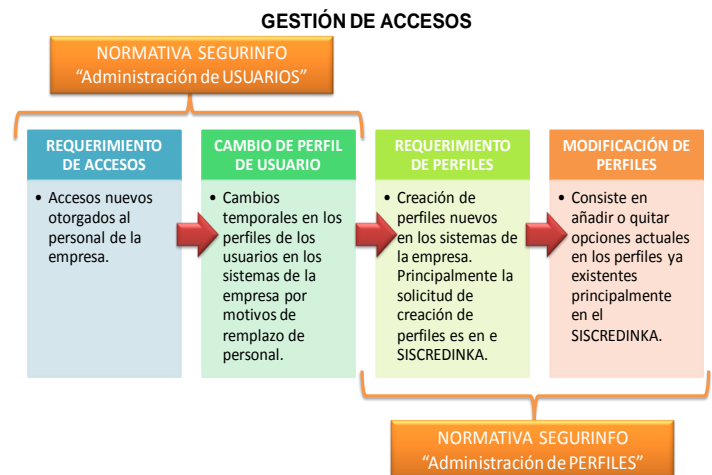 GESTIÓN DE ACCESOS
NORMATIVA SEGURINFO
“Administración de USUARIOS”
REQUERIMIENTO
DE ACCESOS
• Accesos nuevos
otorgados al
personal de la
empresa.
CAMBIO DE PERFIL
DE USUARIO
• Cambios
temporales en los
perfiles de los
usuarios en los
sistemas de la
empresa por
motivos de
remplazo de
personal.
REQUERIMIENTO
DE PERFILES
• Creación de
perfiles nuevos
en los sistemas de
la empresa.
Principalmente la
solicitud de
creación de
perfiles es en e
SISCREDINKA.
MODIFICACIÓN DE
PERFILES
• Consiste en
añadir o quitar
opciones actuales
en los perfiles ya
existentes
principalmente
en el
SISCREDINKA.
NORMATIVA SEGURINFO
“Administración de PERFILES”